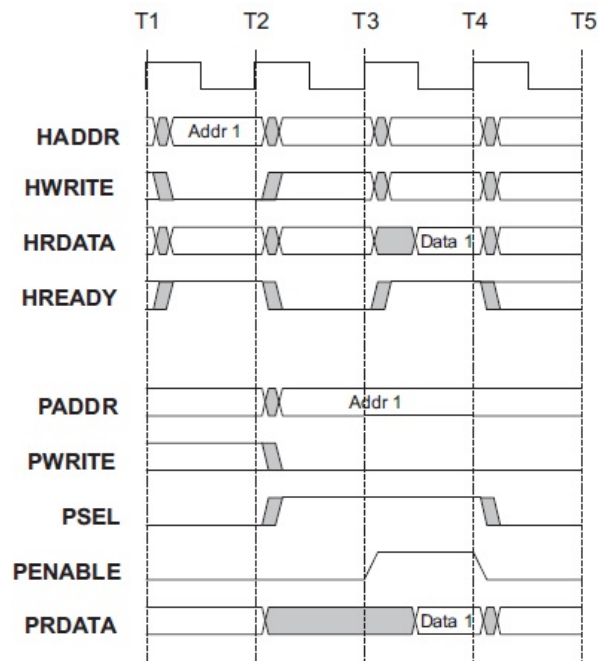 T1 T2 T3 T4 T5
HADDR Addr 1
HWRITE
HRDATA Data 1
HREADY
PADDR Addr 1
PWRITE
PSEL
PENABLE
PRDATA Data 1